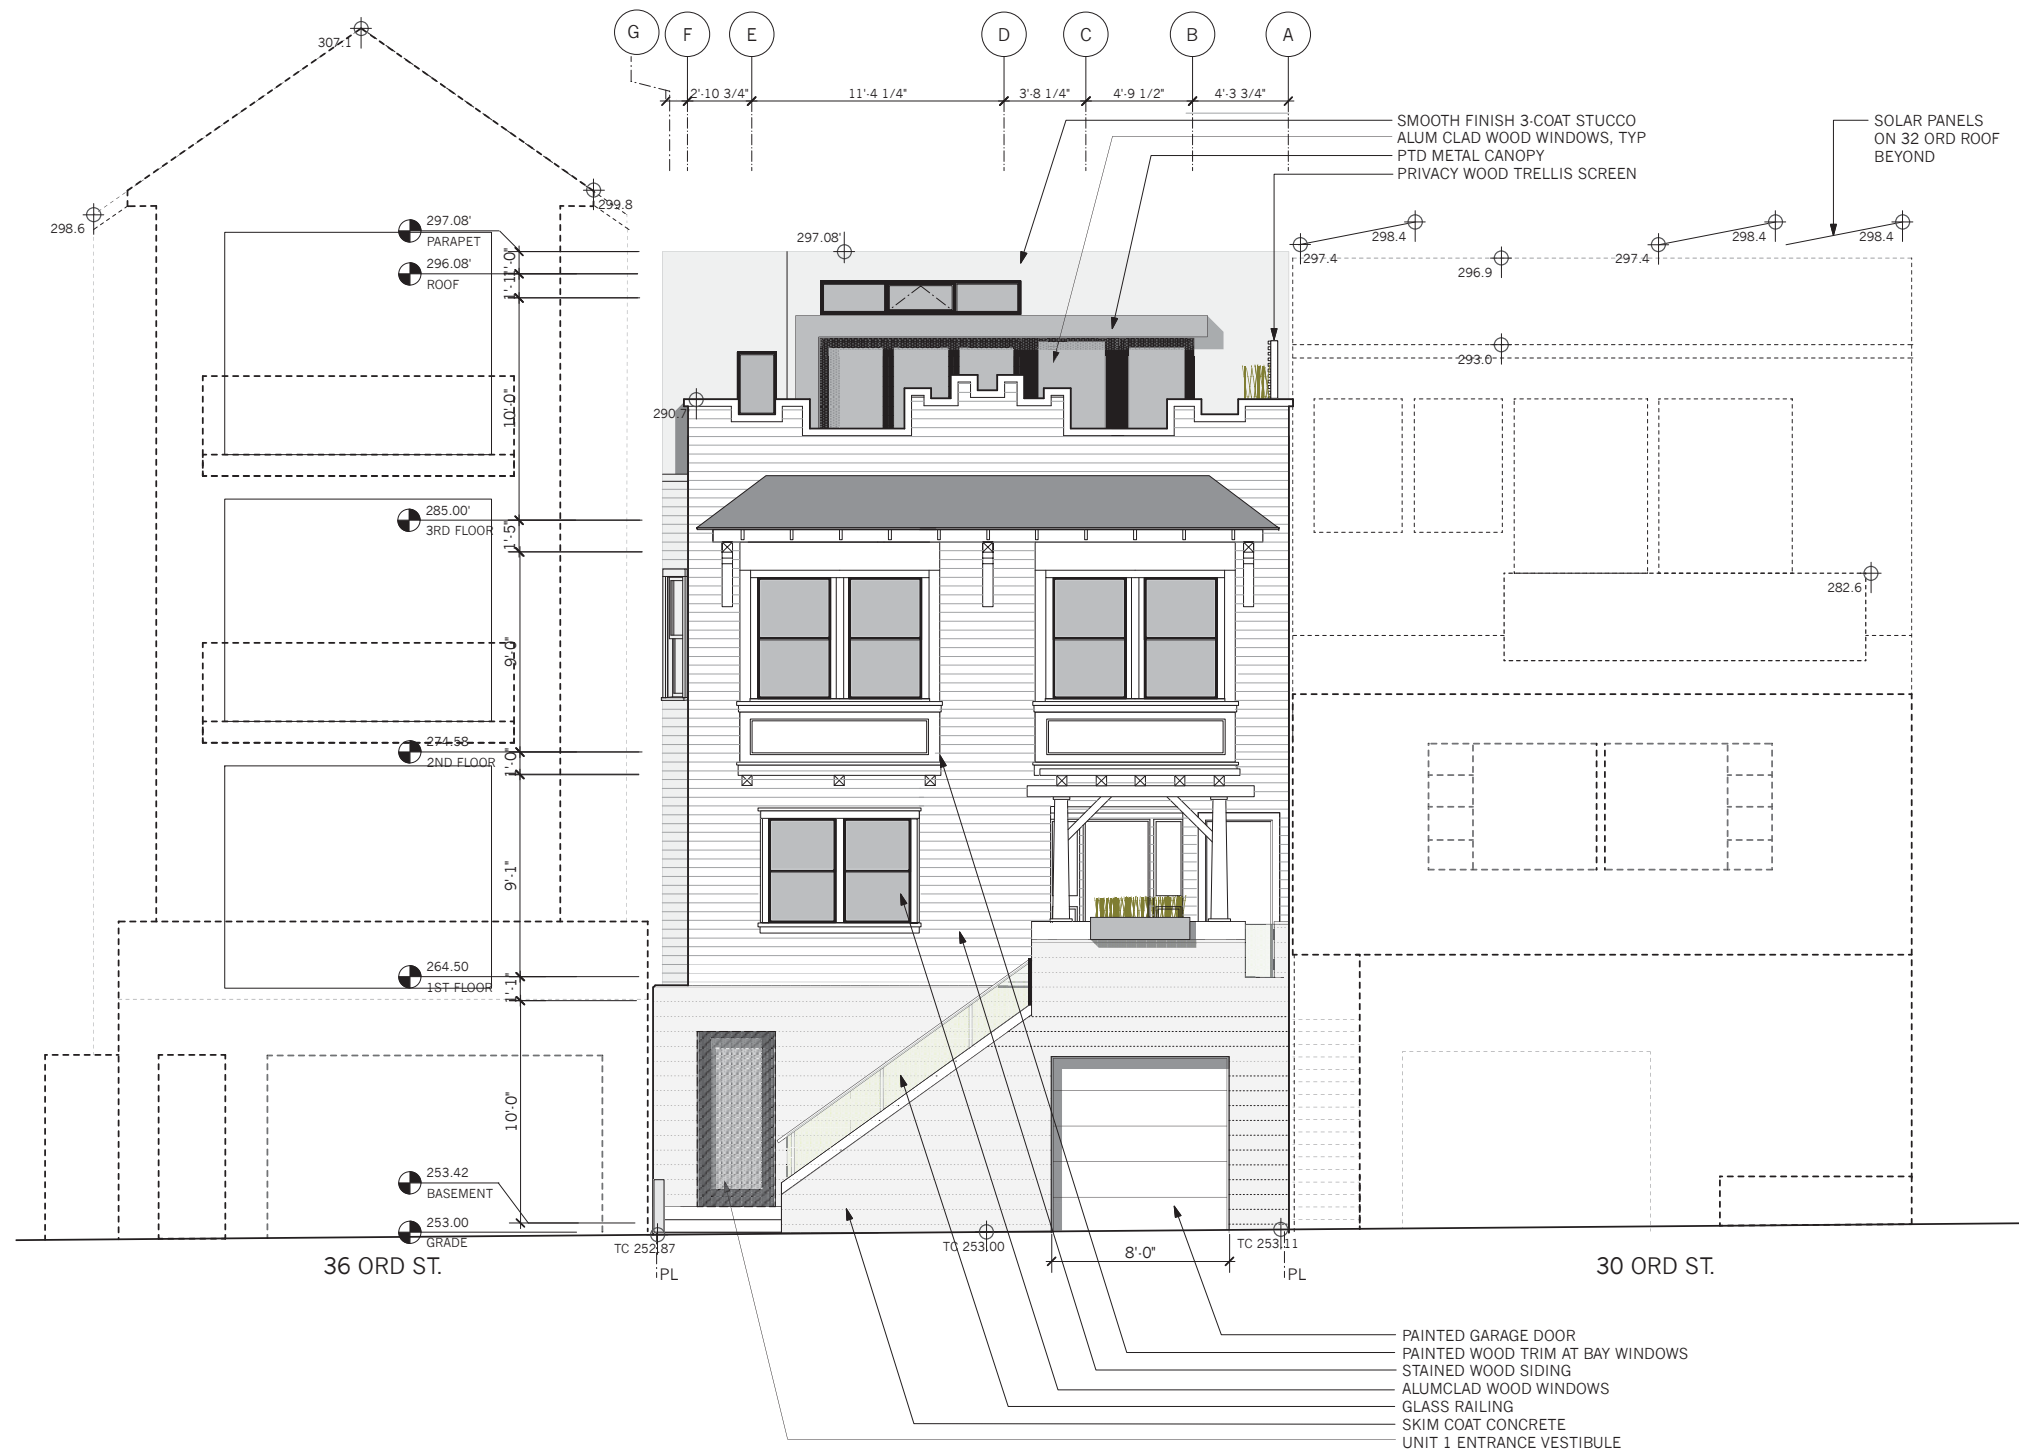 G F E D C B A
2'-10 3/4" 11'-4 1/4" 3'-8 1/4" 4'-9 1/2" 4'-3 3/4"
307.1
298.6
299.8
SMOOTH FINISH 3-COAT STUCCO
ALUM CLAD WOOD WINDOWS, TYP
PTD METAL CANOPY
PRIVACY WOOD TRELLIS SCREEN
SOLAR PANELS
ON 32 ORD ROOF
BEYOND
297.08'
PARAPET
296.08'
ROOF
285.00'
3RD FLOOR
274.58
2ND FLOOR
264.50
1ST FLOOR
253.42
BASEMENT
253.00
GRADE
1'-0"
1'-1"
10'-0"
1'-5"
9'-0"
1'-0"
9'-1"
1'-1"
10'-0"
297.08'
290.7
297.4
298.4
296.9
297.4
298.4
298.4
293.0
282.6
TC 252.87
TC 253.00
TC 253.11
8'-0"
PL
PL
36 ORD ST.
30 ORD ST.
PAINTED GARAGE DOOR
PAINTED WOOD TRIM AT BAY WINDOWS
STAINED WOOD SIDING
ALUMCLAD WOOD WINDOWS
GLASS RAILING
SKIM COAT CONCRETE
UNIT 1 ENTRANCE VESTIBULE